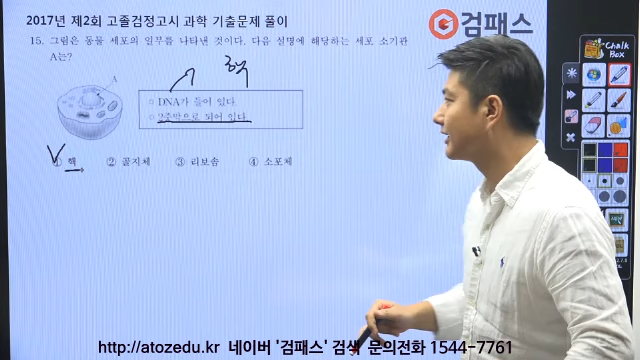 2017년 제2회 고졸검정고시 과학 기출문제 풀이
검패스
15. 그림은 동물 세포의 일부를 나타낸 것이다. 다음 설명에 해당하는 세포 소기관
A는?
A
○ DNA가 들어 있다.
○ 2중막으로 되어 있다.
① 핵 ② 골지체 ③ 리보솜 ④ 소포체
Chalk
Box
http://atozedu.kr 네이버 '검패스' 검색 문의전화 1544-7761